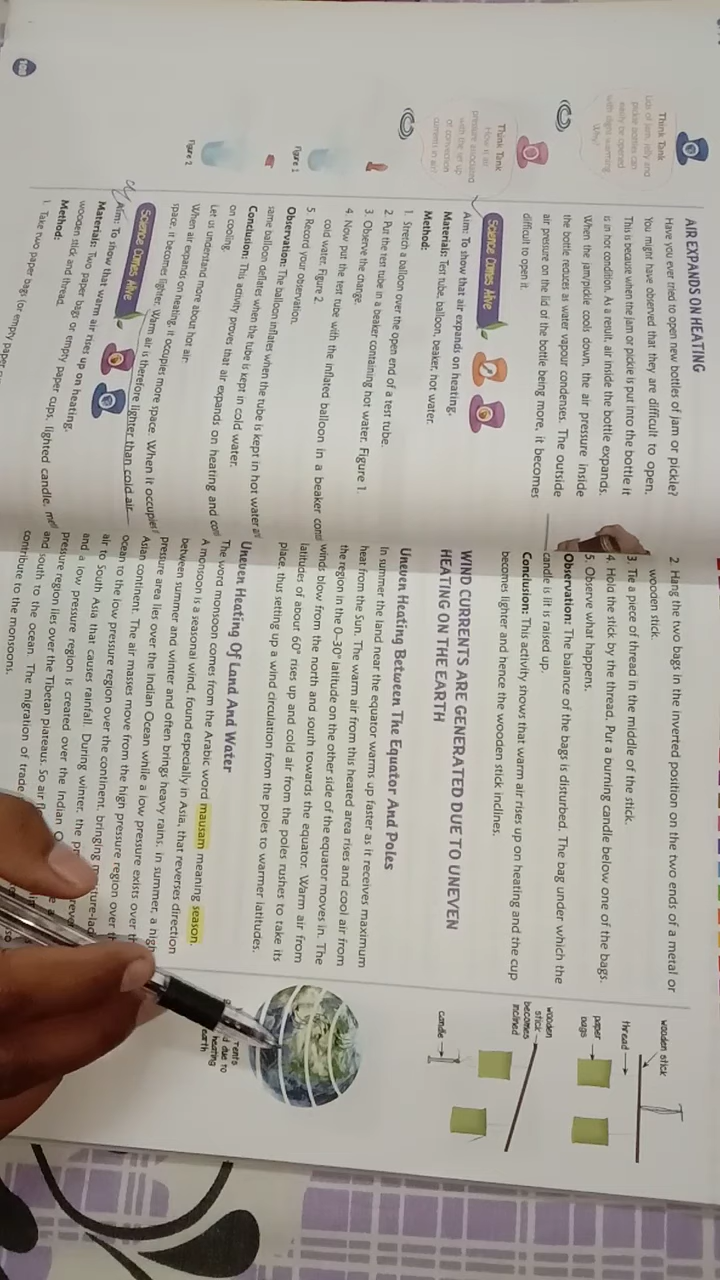 AIR EXPANDS ON HEATING
Think Tank
Lids of jam, jelly and
pickle bottles can
easily be opened
with slight warming.
Why?
Have you ever tried to open new bottles of jam or pickle?
You might have observed that they are difficult to open.
This is because when the jam or pickle is put into the bottle it
is in hot condition. As a result, air inside the bottle expands.
When the jam/pickle cools down, the air pressure inside
the bottle reduces as water vapour condenses. The outside
air pressure on the lid of the bottle being more, it becomes
difficult to open it.
Think Tank
How is air
pressure associated
with the set up
of convection
currents in air?
Science Comes Alive
Aim: To show that air expands on heating.
Materials: Test tube, balloon, beaker, hot water.
Method:
1. Stretch a balloon over the open end of a test tube.
2. Put the test tube in a beaker containing hot water. Figure 1.
3. Observe the change.
4. Now put the test tube with the inflated balloon in a beaker
cold water. Figure 2.
5. Record your observation.
Figure 1
Observation: The balloon inflates when the tube is kept in hot water
same balloon deflates when the tube is kept in cold water.
Conclusion: This activity proves that air expands on heating and
on cooling.
Let us understand more about hot air.
When air expands on heating, it occupies more space. When it occupies
space, it becomes lighter. Warm air is therefore lighter than cold air.
Figure 2
Science Comes Alive
Aim: To show that warm air rises up on heating.
Materials: Two paper bags or empty paper cups, lighted candle,
wooden stick and thread.
Method:
1. Take two paper bags (or empty paper
108
2. Hang the two bags in the inverted position on the two ends of a metal or
wooden stick.
3. Tie a piece of thread in the middle of the stick.
4. Hold the stick by the thread. Put a burning candle below one of the bags.
5. Observe what happens.
Observation: The balance of the bags is disturbed. The bag under which the
candle is lit is raised up.
Conclusion: This activity shows that warm air rises up on heating and the cup
becomes lighter and hence the wooden stick inclines.
wooden stick
thread
paper
bags
wooden
stick
becomes
inclined
candle
WIND CURRENTS ARE GENERATED DUE TO UNEVEN
HEATING ON THE EARTH
Uneven Heating Between The Equator And Poles
In summer the land near the equator warms up faster as it receives maximum
heat from the Sun. The warm air from this heated area rises and cool air from
the region in the 0–30° latitude on the other side of the equator moves in. The
winds blow from the north and south towards the equator. Warm air from
latitudes of about 60° rises up and cold air from the poles rushes to take its
place, thus setting up a wind circulation from the poles to warmer latitudes.
Uneven Heating Of Land And Water
The word monsoon comes from the Arabic word mausam meaning season.
A monsoon is a seasonal wind, found especially in Asia, that reverses direction
between summer and winter and often brings heavy rains. In summer, a high
pressure area lies over the Indian Ocean while a low pressure exists over the
Asian continent. The air masses move from the high pressure region over the
ocean to the low pressure region over the continent, bringing
air to South Asia that causes rainfall. During winter, the
and a low pressure region is created over the Indian
pressure region lies over the Tibetan plateaus. So air
and south to the ocean. The migration of trade
contribute to the monsoons.
due to
heating
earth